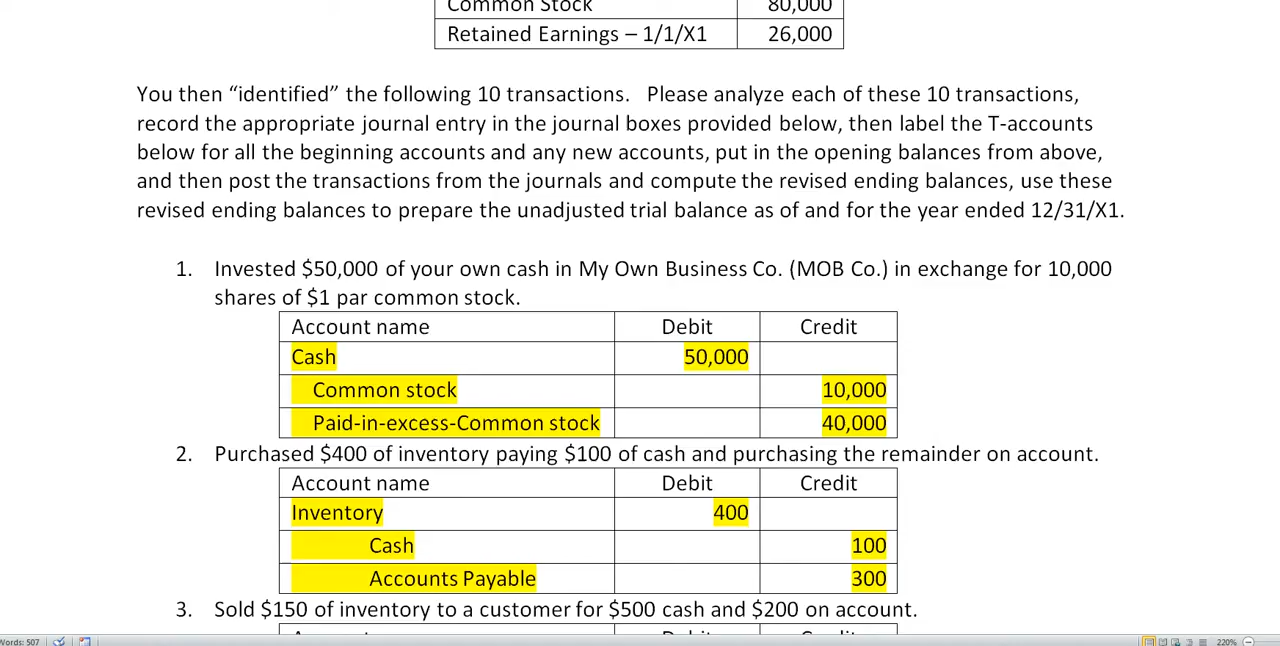 Common Stock 80,000
Retained Earnings – 1/1/X1 26,000
You then “identified” the following 10 transactions. Please analyze each of these 10 transactions,
record the appropriate journal entry in the journal boxes provided below, then label the T-accounts
below for all the beginning accounts and any new accounts, put in the opening balances from above,
and then post the transactions from the journals and compute the revised ending balances, use these
revised ending balances to prepare the unadjusted trial balance as of and for the year ended 12/31/X1.
1. Invested $50,000 of your own cash in My Own Business Co. (MOB Co.) in exchange for 10,000
shares of $1 par common stock.
Account name Debit Credit
Cash 50,000
Common stock 10,000
Paid-in-excess-Common stock 40,000
2. Purchased $400 of inventory paying $100 of cash and purchasing the remainder on account.
Account name Debit Credit
Inventory 400
Cash 100
Accounts Payable 300
3. Sold $150 of inventory to a customer for $500 cash and $200 on account.
Words: 507 220%